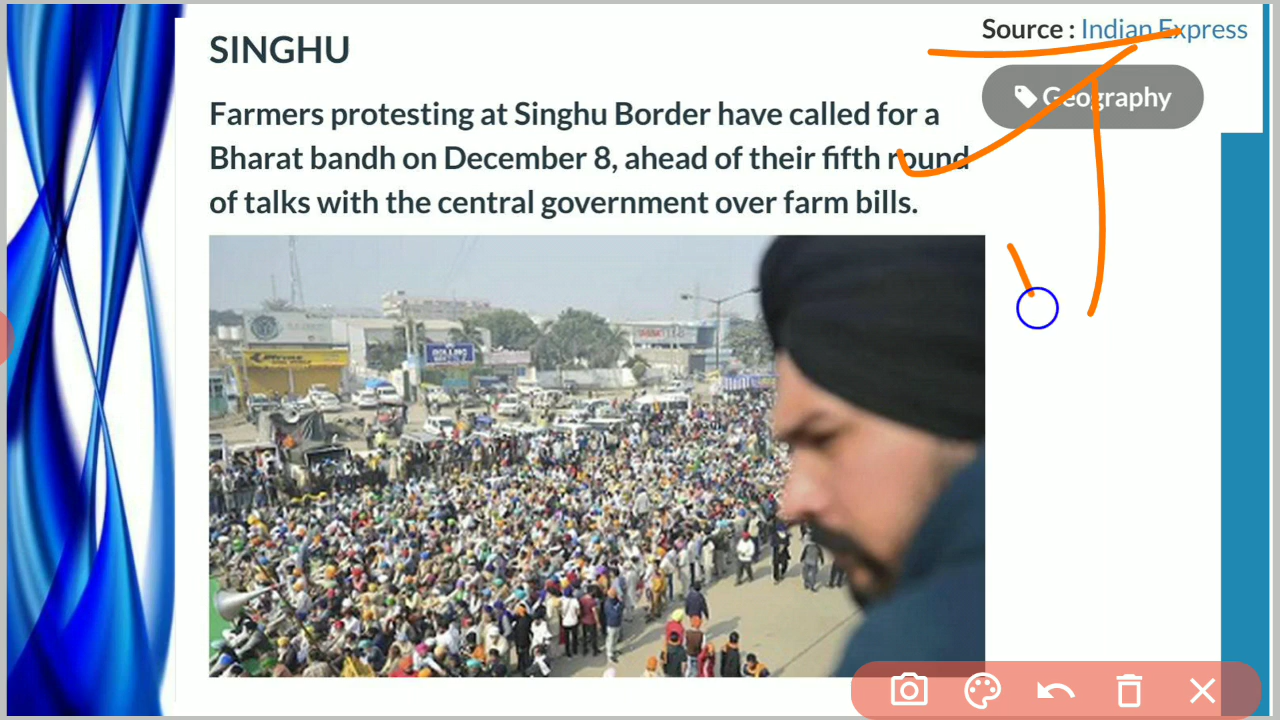 SINGHU
Source : Indian Express
Geography
Farmers protesting at Singhu Border have called for a
Bharat bandh on December 8, ahead of their fifth round
of talks with the central government over farm bills.